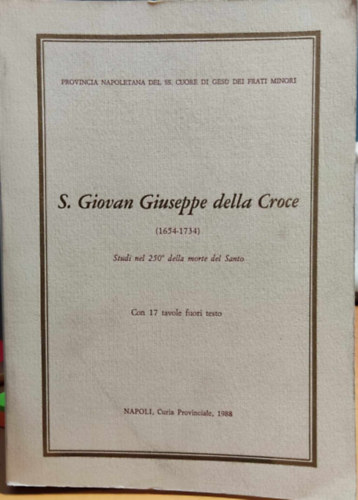 PROVINCIA NAPOLETANA DEL SS. CUORE DI GESÙ DEI FRATI MINORI
S. Giovan Giuseppe della Croce
(1654-1734)
Studi nel 250° della morte del Santo
Con 17 tavole fuori testo
NAPOLI, Curia Provinciale, 1988